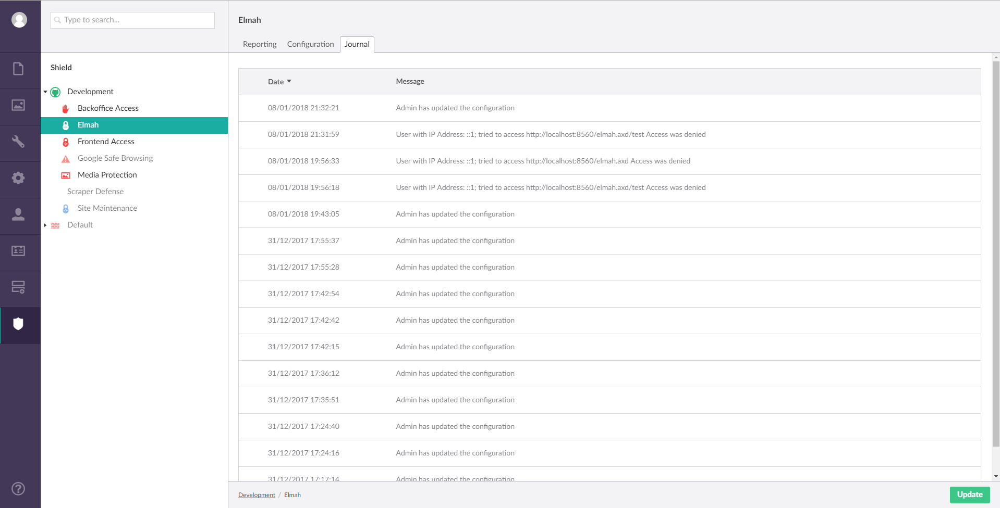 Type to search...
Shield
Development
Backoffice Access
Elmah
Frontend Access
Google Safe Browsing
Media Protection
Scraper Defense
Site Maintenance
Default
Elmah
Reporting Configuration Journal
Date Message
08/01/2018 21:32:21 Admin has updated the configuration
08/01/2018 21:31:59 User with IP Address: ::1; tried to access http://localhost:8560/elmah.axd/test Access was denied
08/01/2018 19:56:33 User with IP Address: ::1; tried to access http://localhost:8560/elmah.axd Access was denied
08/01/2018 19:56:18 User with IP Address: ::1; tried to access http://localhost:8560/elmah.axd/test Access was denied
08/01/2018 19:43:05 Admin has updated the configuration
31/12/2017 17:55:37 Admin has updated the configuration
31/12/2017 17:55:28 Admin has updated the configuration
31/12/2017 17:42:54 Admin has updated the configuration
31/12/2017 17:42:42 Admin has updated the configuration
31/12/2017 17:42:15 Admin has updated the configuration
31/12/2017 17:36:12 Admin has updated the configuration
31/12/2017 17:35:51 Admin has updated the configuration
31/12/2017 17:24:40 Admin has updated the configuration
31/12/2017 17:24:16 Admin has updated the configuration
31/12/2017 17:17:14 Admin has updated the configuration
Development / Elmah
Update